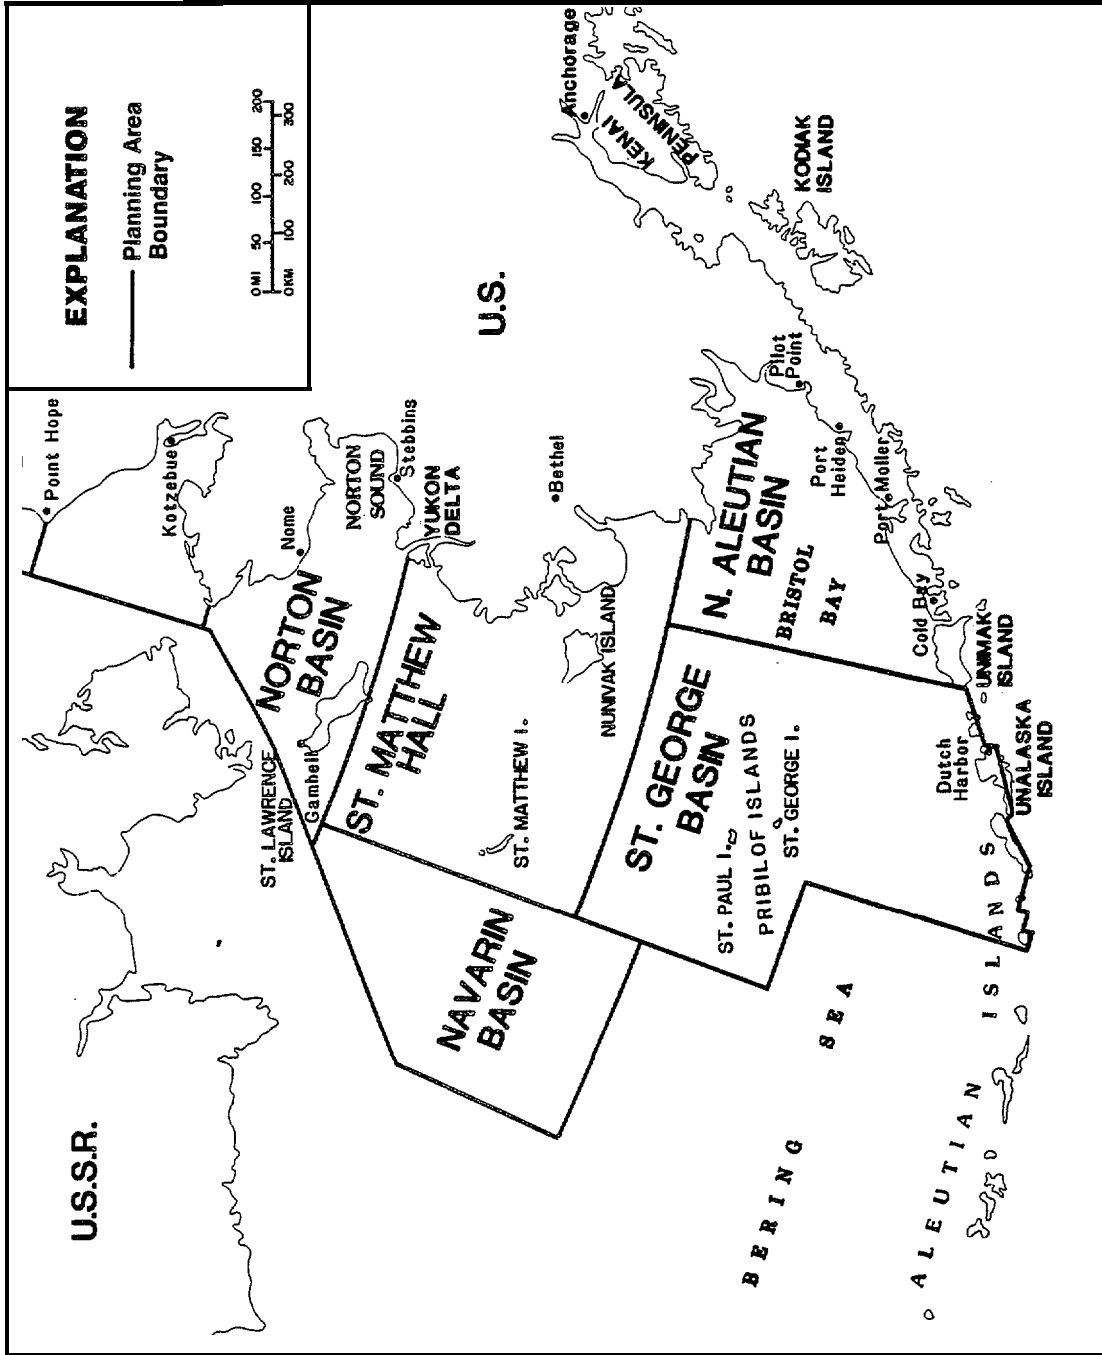 EXPLANATION
Planning Area
Boundary
0 MI 50 100 150 200
0 KM 100 200 300
U.S.S.R.
U.S.
Point Hope
Kotzebue
Nome
NORTON
SOUND
Stebbins
YUKON
DELTA
NORTON
BASIN
ST. LAWRENCE
ISLAND
Gambell
ST. MATTHEW
HALL
Bethel
ST. MATTHEW I.
NUNIVAK ISLAND
NAVARIN
BASIN
ST. GEORGE
BASIN
ST. PAUL I.
PRIBILOF ISLANDS
ST. GEORGE I.
N. ALEUTIAN
BASIN
BRISTOL
BAY
Anchorage
KENAI
PENINSULA
KODIAK
ISLAND
Pilot
Point
Port
Heiden
Port Moller
Cold Bay
UNIMAK
ISLAND
Dutch
Harbor
UNALASKA
ISLAND
BERING SEA
ALEUTIAN ISLANDS